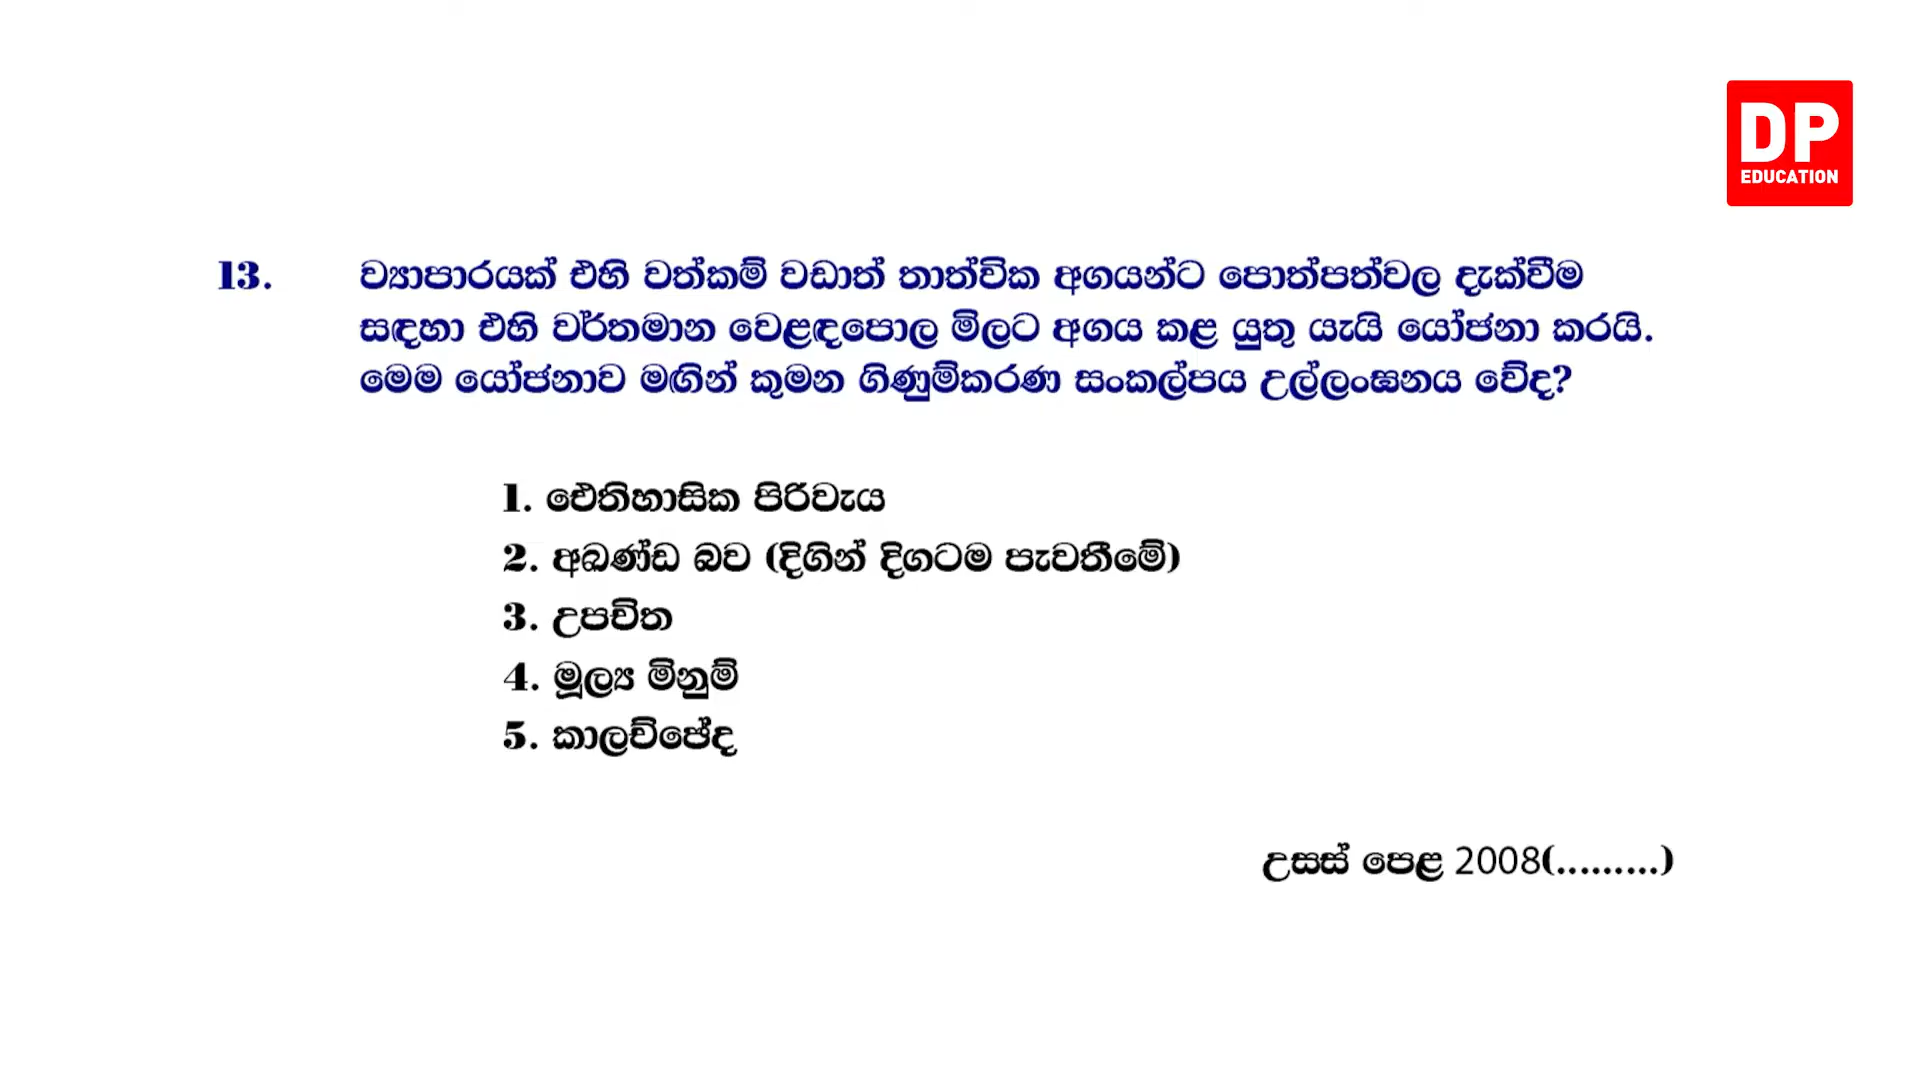 DP
EDUCATION
13. ව්‍යාපාරයක් එහි වත්කම් වඩාත් තාත්වික අගයන්ට පොත්පත්වල දැක්වීම
සඳහා එහි වර්තමාන වෙළඳපොල මිලට අගය කළ යුතු යැයි යෝජනා කරයි.
මෙම යෝජනාව මඟින් කුමන ගිණුම්කරණ සංකල්පය උල්ලංඝනය වේද?
1. ඓතිහාසික පිරිවැය
2. අඛණ්ඩ බව (දිගින් දිගටම පැවතීමේ)
3. උපචිත
4. මූල්‍ය මිනුම්
5. කාලච්ඡේද
උසස් පෙළ 2008(.........)